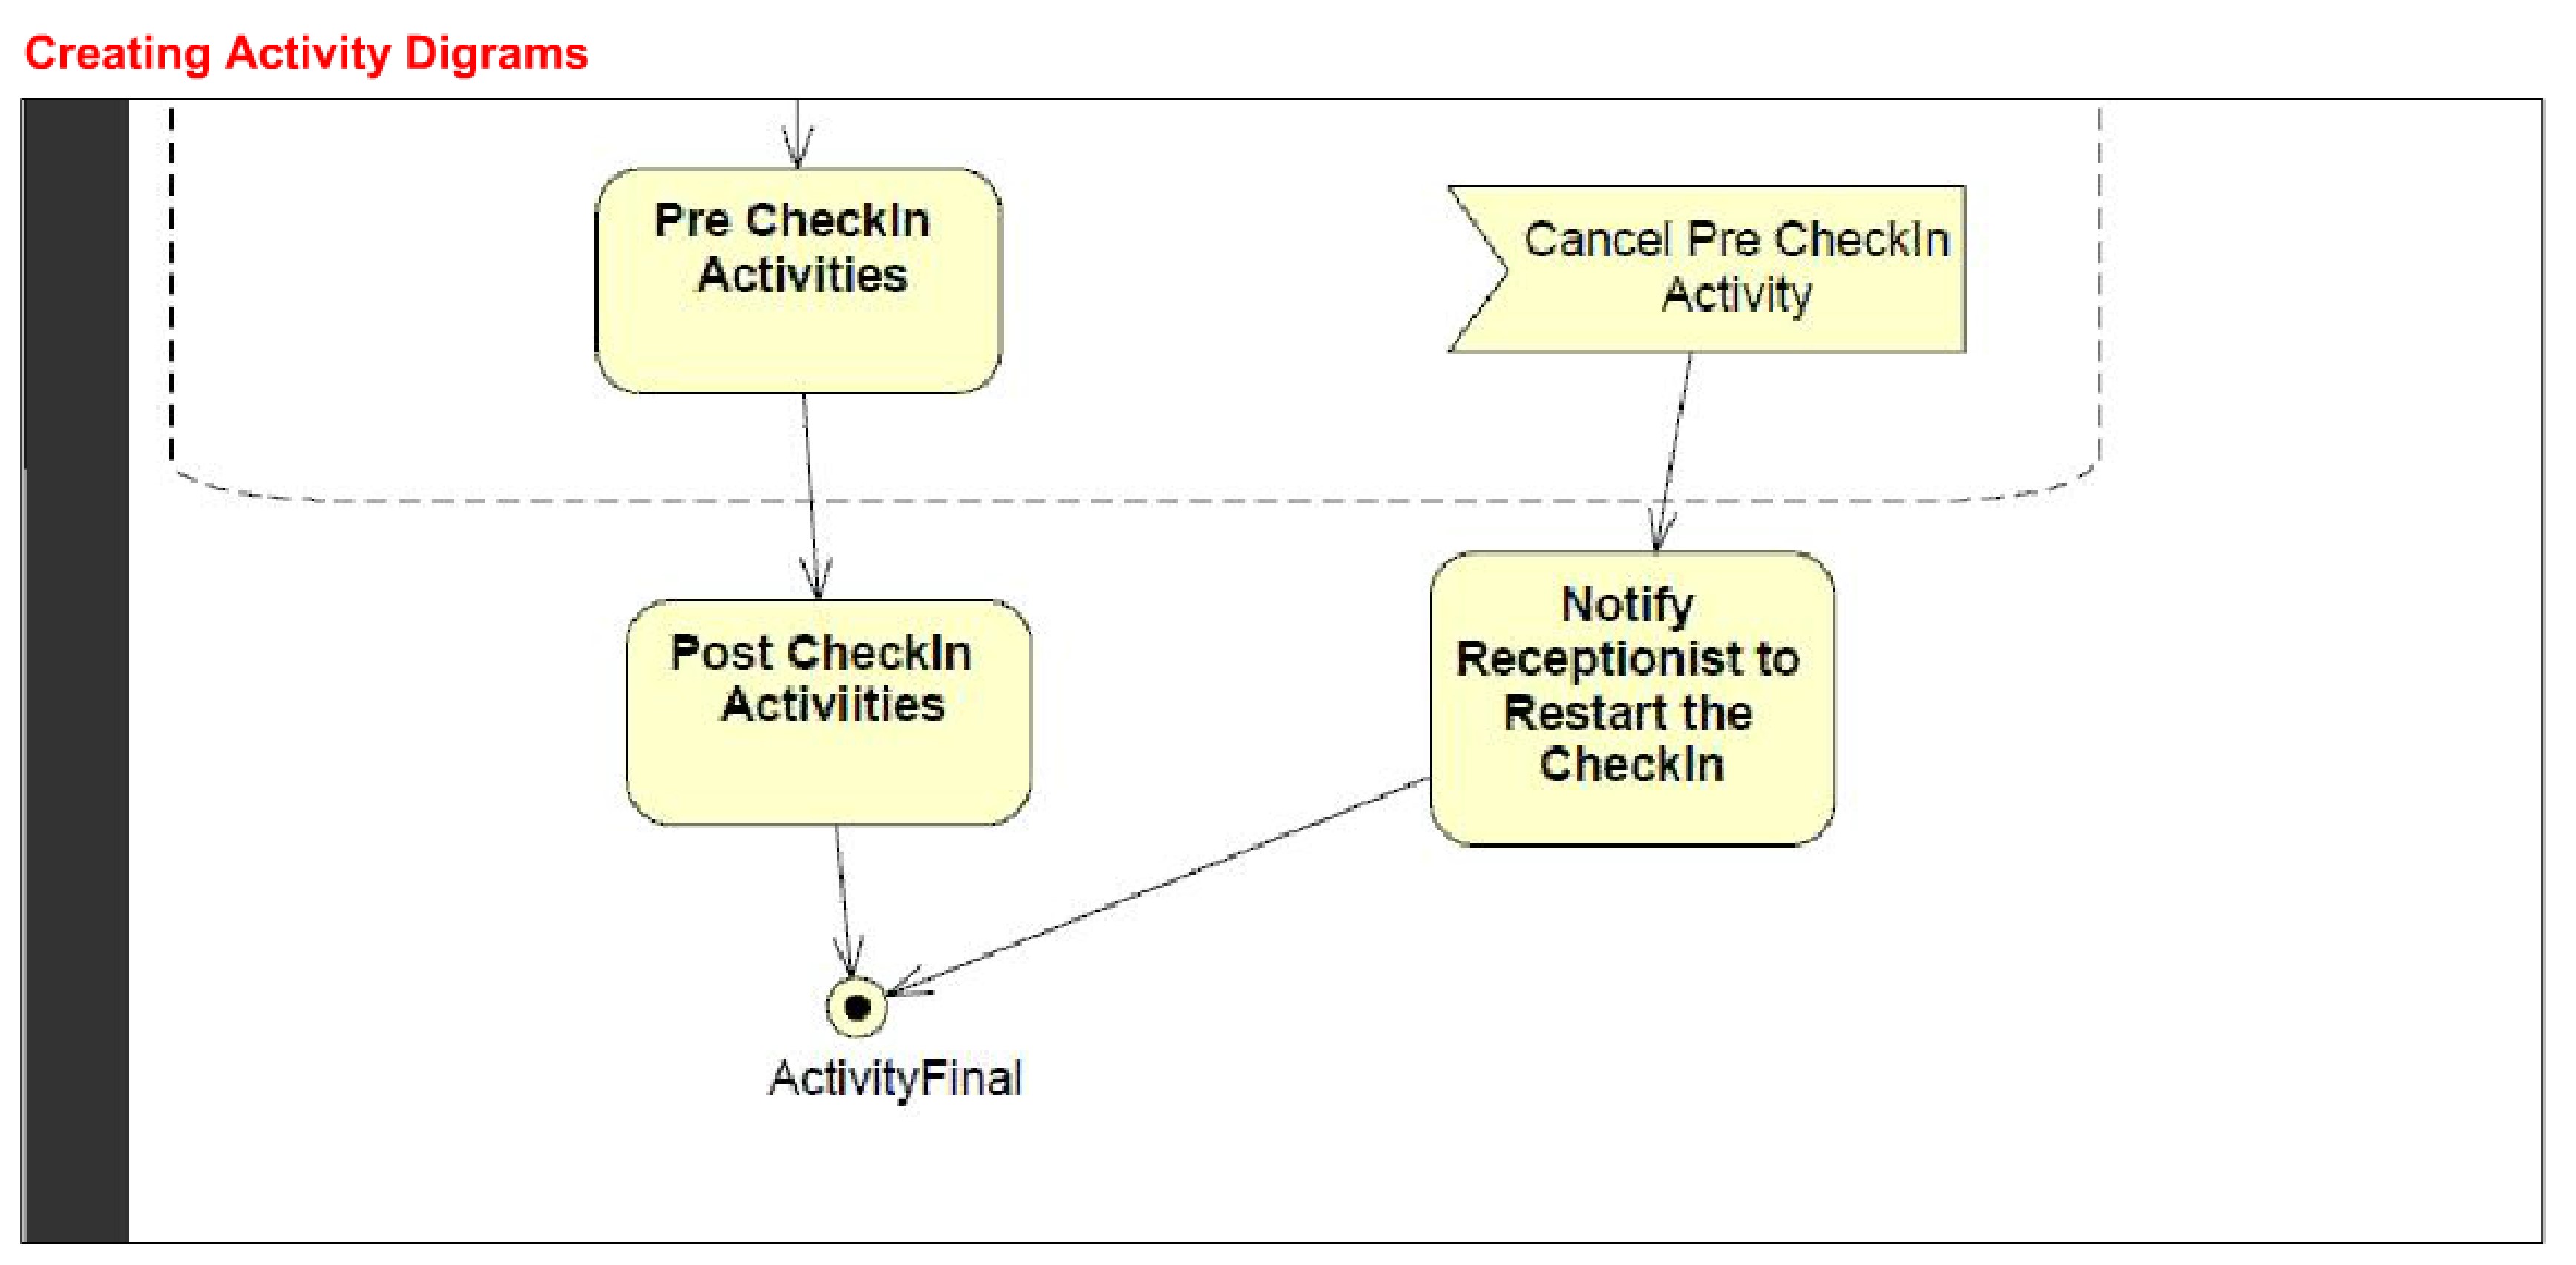 Creating Activity Digrams
Pre CheckIn
Activities
Cancel Pre CheckIn
Activity
Post CheckIn
Activiities
Notify
Receptionist to
Restart the
CheckIn
ActivityFinal